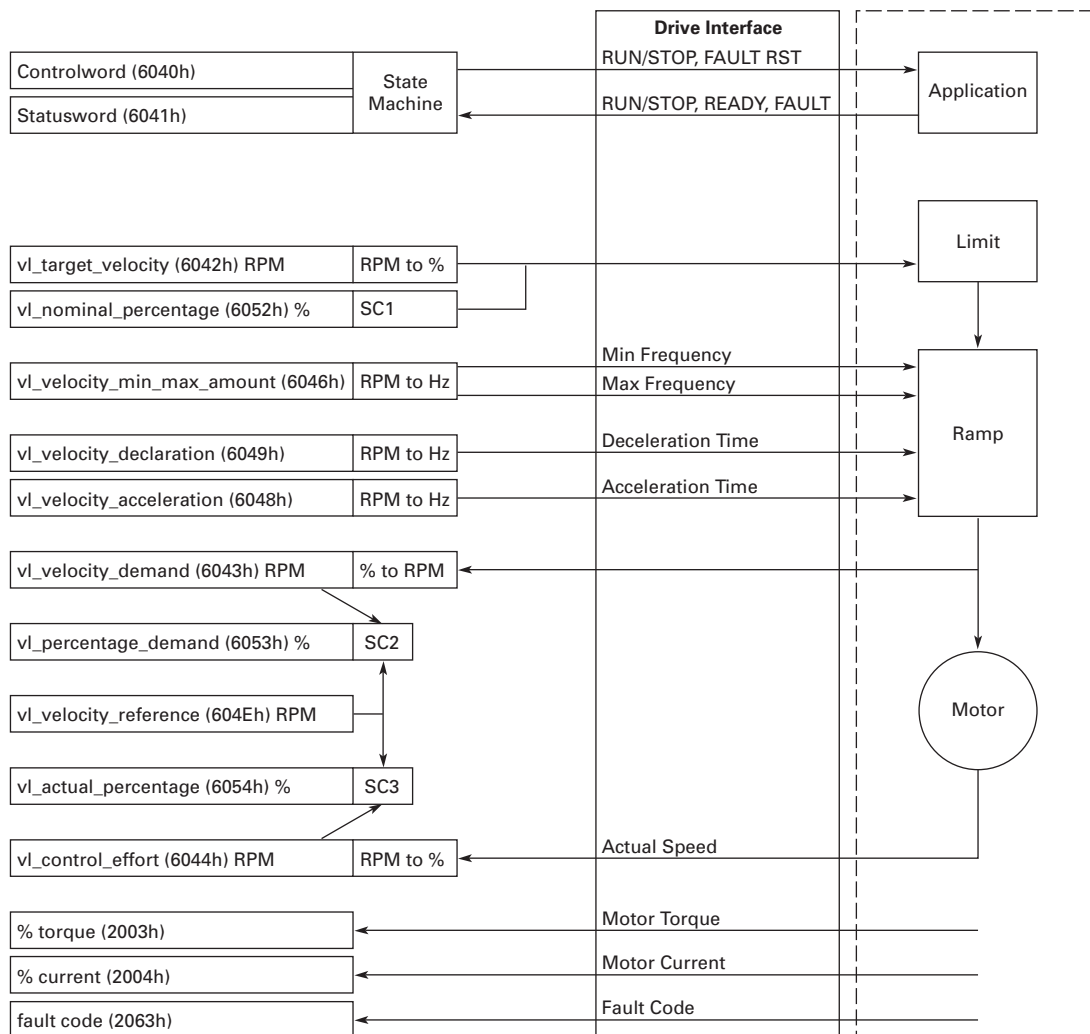 Drive Interface
Controlword (6040h)
State
Machine
RUN/STOP, FAULT RST
Application
Statusword (6041h)
RUN/STOP, READY, FAULT
Limit
vl_target_velocity (6042h) RPM
RPM to %
vl_nominal_percentage (6052h) %
SC1
Min Frequency
vl_velocity_min_max_amount (6046h)
RPM to Hz
Max Frequency
Ramp
vl_velocity_declaration (6049h)
RPM to Hz
Deceleration Time
vl_velocity_acceleration (6048h)
RPM to Hz
Acceleration Time
vl_velocity_demand (6043h) RPM
% to RPM
vl_percentage_demand (6053h) %
SC2
vl_velocity_reference (604Eh) RPM
Motor
vl_actual_percentage (6054h) %
SC3
vl_control_effort (6044h) RPM
RPM to %
Actual Speed
% torque (2003h)
Motor Torque
% current (2004h)
Motor Current
fault code (2063h)
Fault Code